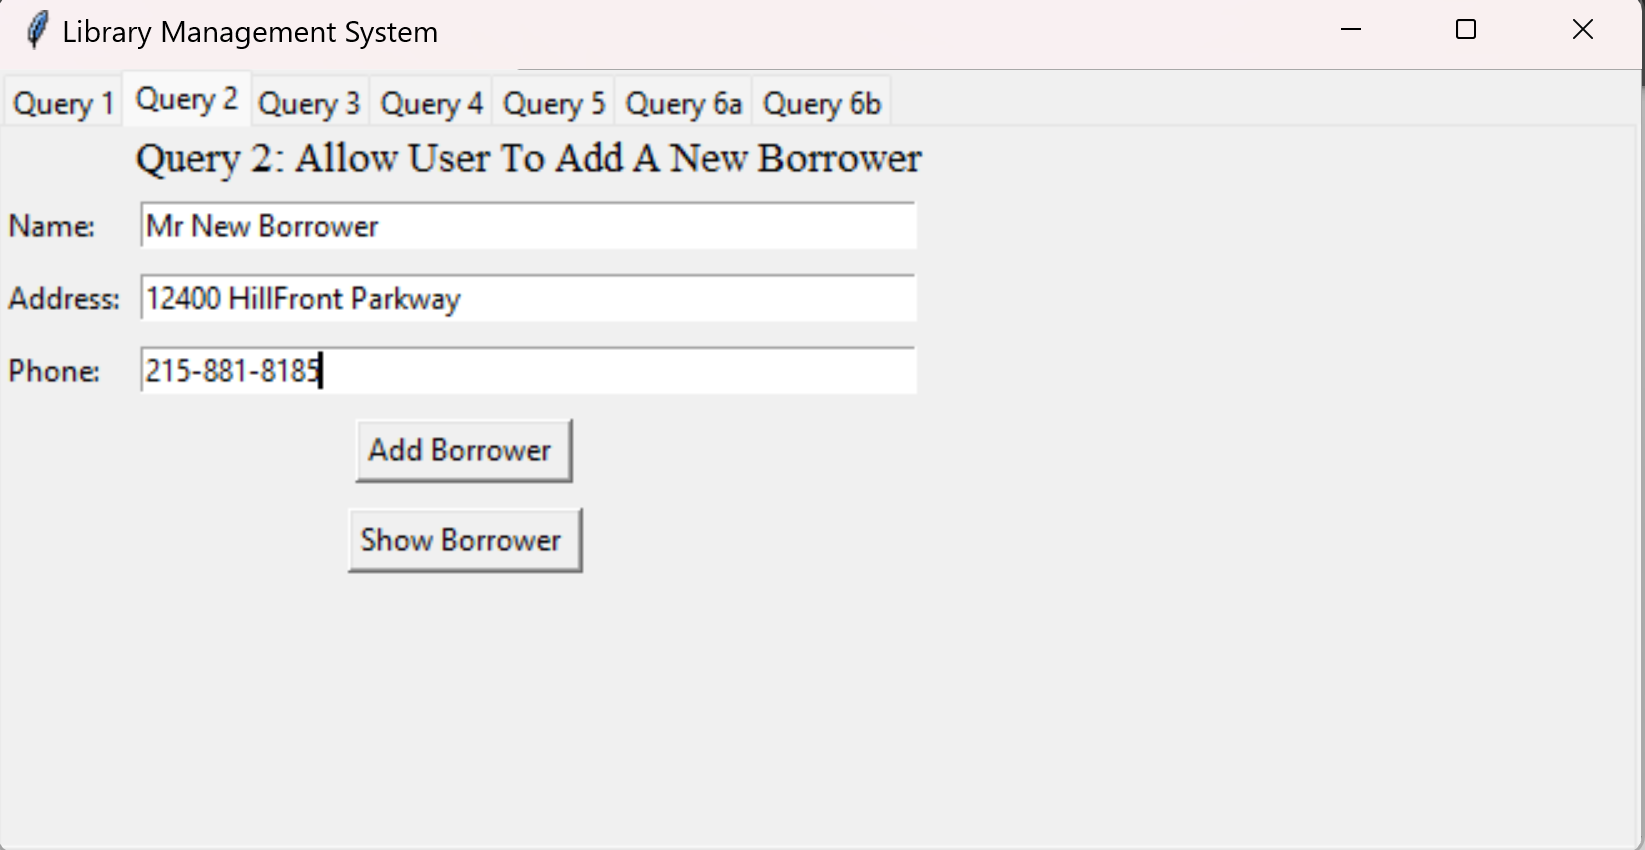 Library Management System
Query 1 Query 2 Query 3 Query 4 Query 5 Query 6a Query 6b
Query 2: Allow User To Add A New Borrower
Name: Mr New Borrower
Address: 12400 HillFront Parkway
Phone: 215-881-8185
Add Borrower
Show Borrower